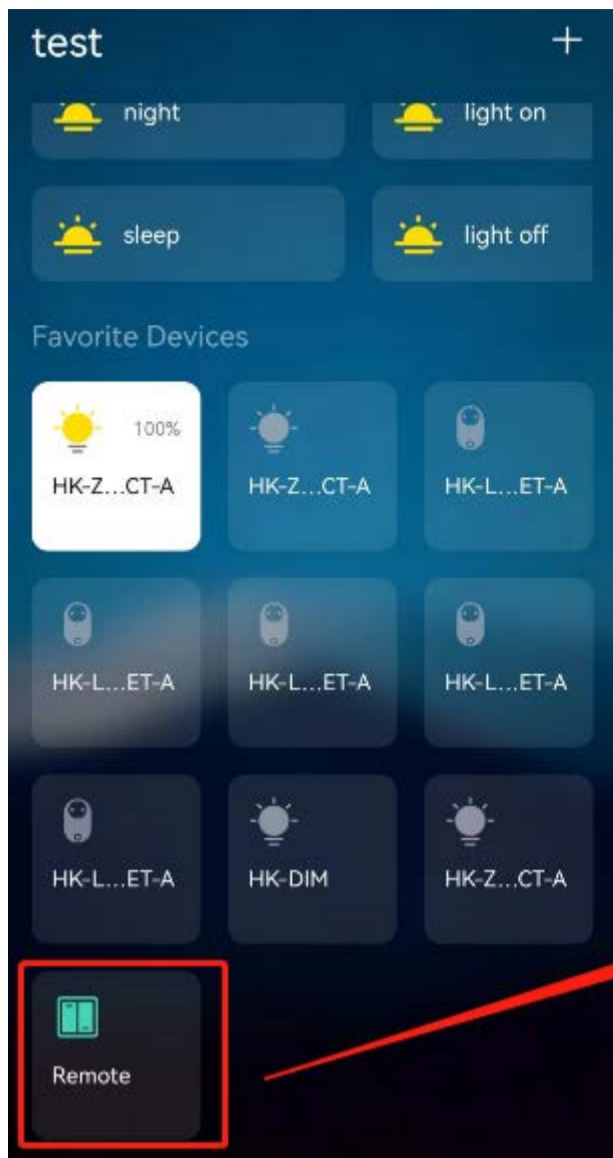 test
night
light on
sleep
light off
Favorite Devices
100%
HK-Z...CT-A
HK-Z...CT-A
HK-L...ET-A
HK-L...ET-A
HK-L...ET-A
HK-L...ET-A
HK-L...ET-A
HK-DIM
HK-Z...CT-A
Remote